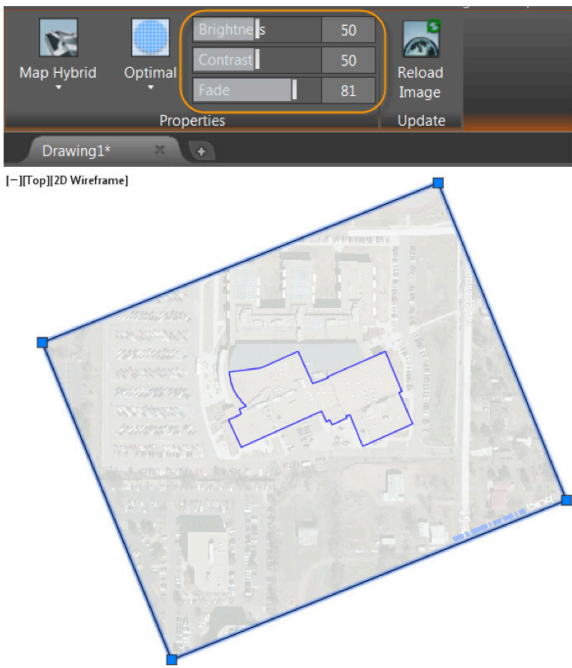 Brightness 50
Contrast 50
Fade 81
Map Hybrid
Optimal
Reload
Image
Properties
Update
Drawing1*
[−][Top][2D Wireframe]